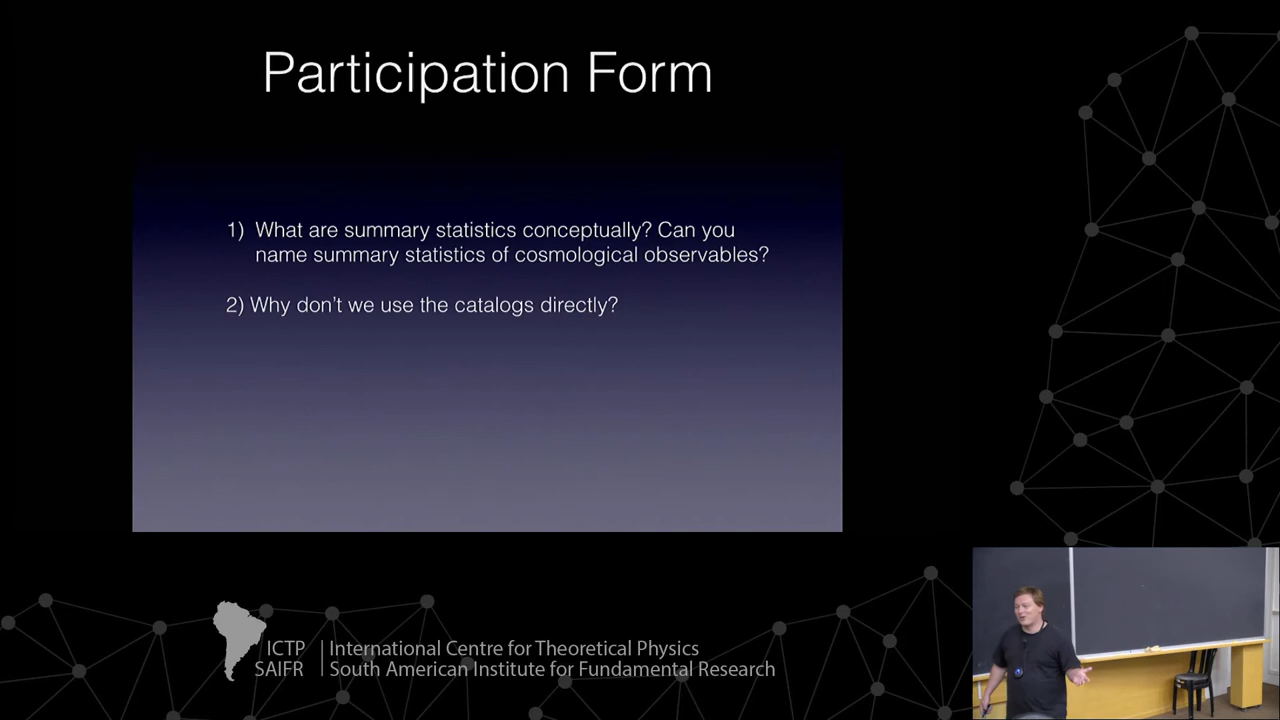 Participation Form
1) What are summary statistics conceptually? Can you
name summary statistics of cosmological observables?
2) Why don't we use the catalogs directly?
ICTP
SAIFR
International Centre for Theoretical Physics
South American Institute for Fundamental Research